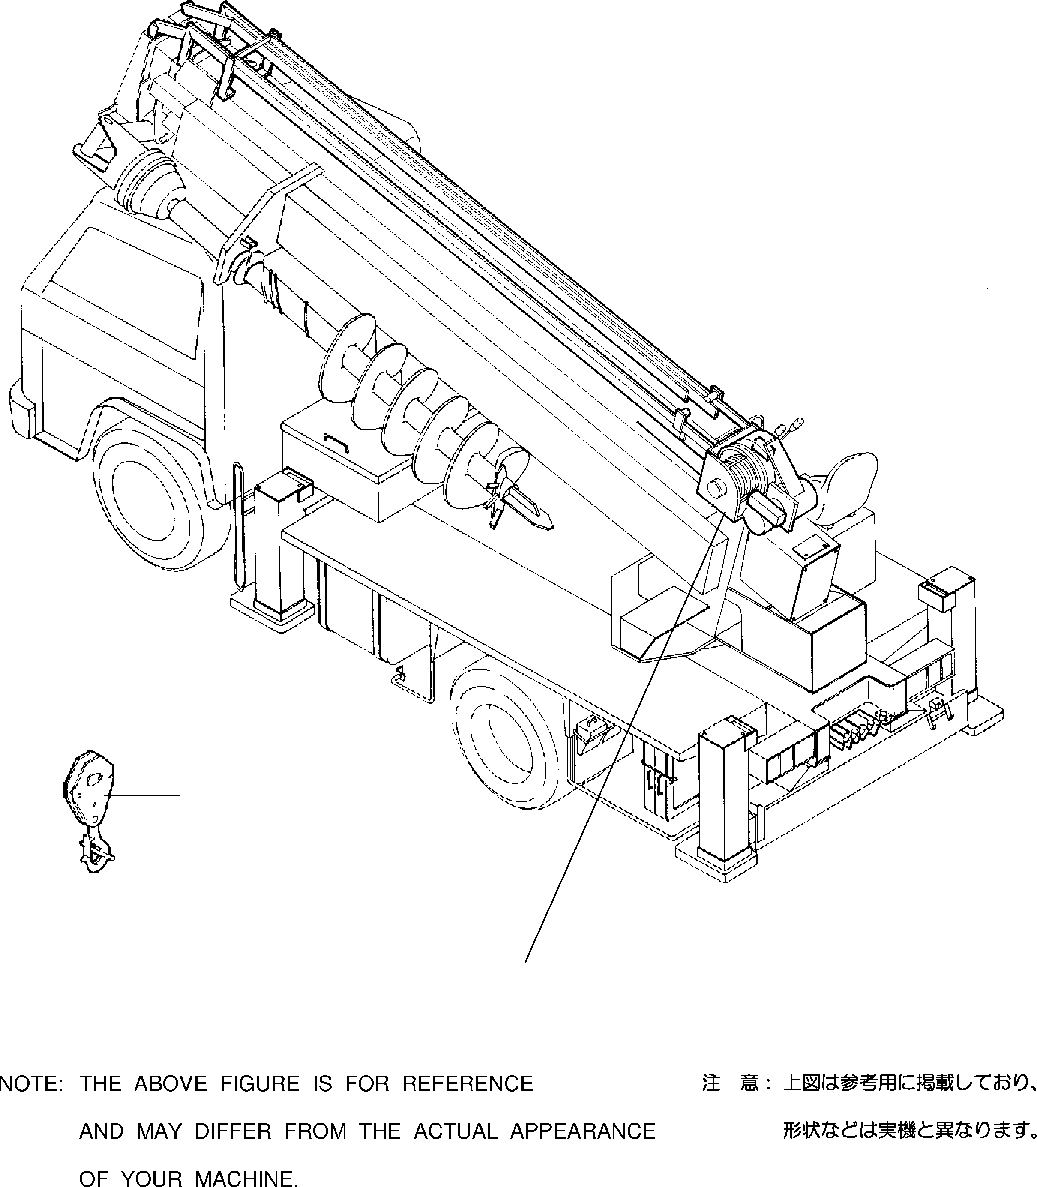 NOTE: THE ABOVE FIGURE IS FOR REFERENCE
AND MAY DIFFER FROM THE ACTUAL APPEARANCE
OF YOUR MACHINE.
注 意: 上図は参考用に掲載しており、
形状などは実機と異なります。